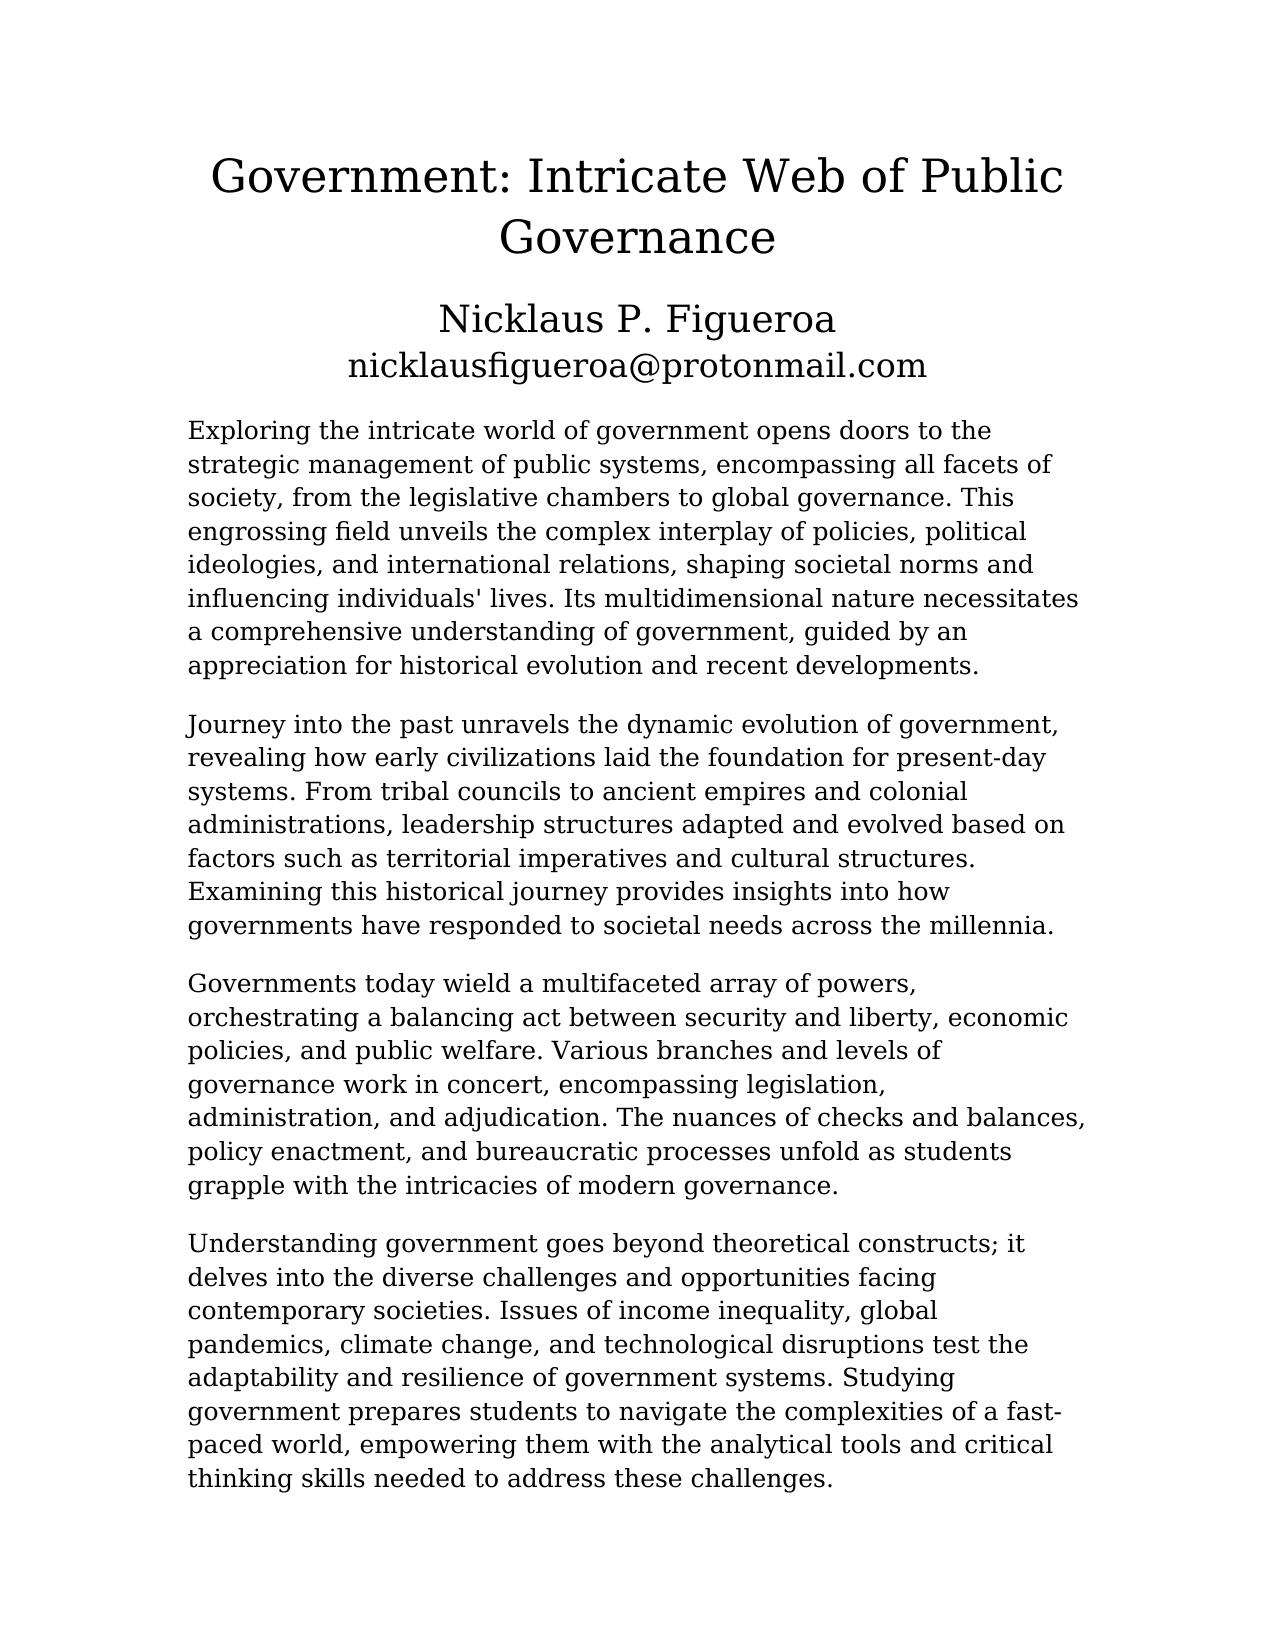 Government: Intricate Web of Public
Governance
Nicklaus P. Figueroa
nicklausfigueroa@protonmail.com
Exploring the intricate world of government opens doors to the
strategic management of public systems, encompassing all facets of
society, from the legislative chambers to global governance. This
engrossing field unveils the complex interplay of policies, political
ideologies, and international relations, shaping societal norms and
influencing individuals' lives. Its multidimensional nature necessitates
a comprehensive understanding of government, guided by an
appreciation for historical evolution and recent developments.
Journey into the past unravels the dynamic evolution of government,
revealing how early civilizations laid the foundation for present-day
systems. From tribal councils to ancient empires and colonial
administrations, leadership structures adapted and evolved based on
factors such as territorial imperatives and cultural structures.
Examining this historical journey provides insights into how
governments have responded to societal needs across the millennia.
Governments today wield a multifaceted array of powers,
orchestrating a balancing act between security and liberty, economic
policies, and public welfare. Various branches and levels of
governance work in concert, encompassing legislation,
administration, and adjudication. The nuances of checks and balances,
policy enactment, and bureaucratic processes unfold as students
grapple with the intricacies of modern governance.
Understanding government goes beyond theoretical constructs; it
delves into the diverse challenges and opportunities facing
contemporary societies. Issues of income inequality, global
pandemics, climate change, and technological disruptions test the
adaptability and resilience of government systems. Studying
government prepares students to navigate the complexities of a fast-
paced world, empowering them with the analytical tools and critical
thinking skills needed to address these challenges.